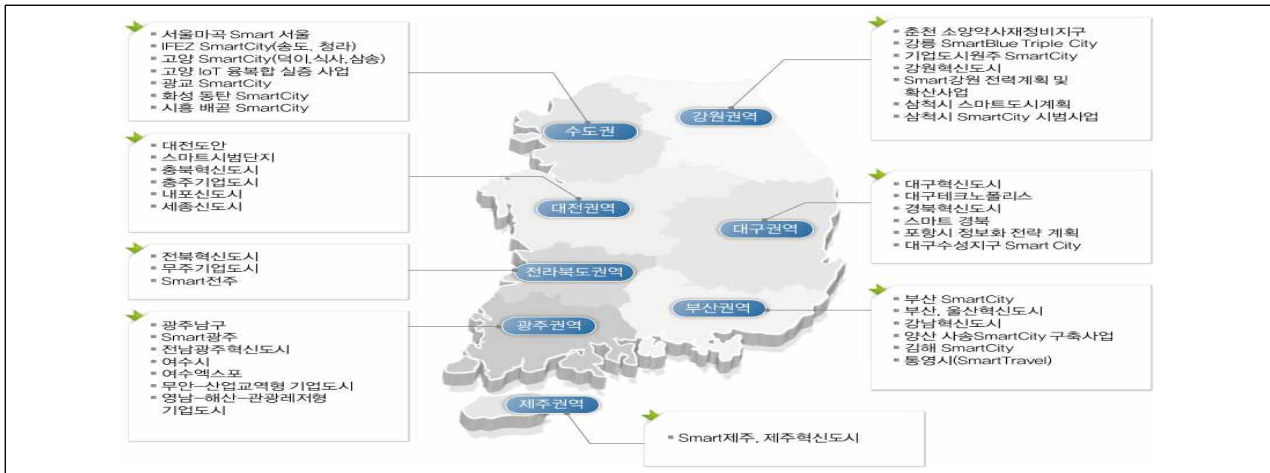 서울마곡 Smart 서울
IFEZ SmartCity(송도, 청라)
고양 SmartCity(덕이,식사,삼송)
고양 IoT 융복합 실증 사업
광교 SmartCity
화성 동탄 SmartCity
시흥 배곧 SmartCity
수도권
춘천 소양약사재정비지구
강릉 SmartBlue Triple City
기업도시원주 SmartCity
강원혁신도시
Smart강원 전력계획 및
확산사업
삼척시 스마트도시계획
삼척시 SmartCity 시범사업
강원권역
대전도안
스마트시범단지
충북혁신도시
충주기업도시
내포신도시
세종신도시
대전권역
대구혁신도시
대구테크노폴리스
경북혁신도시
스마트 경북
포항시 정보화 전략 계획
대구수성지구 Smart City
대구권역
전북혁신도시
무주기업도시
Smart전주
전라북도권역
부산 SmartCity
부산, 울산혁신도시
강남혁신도시
양산 사송SmartCity 구축사업
김해 SmartCity
통영시(SmartTravel)
부산권역
광주남구
Smart광주
전남광주혁신도시
여수시
여수엑스포
무안-산업교역형 기업도시
영남-해산-관광레저형
기업도시
광주권역
제주권역
Smart제주, 제주혁신도시